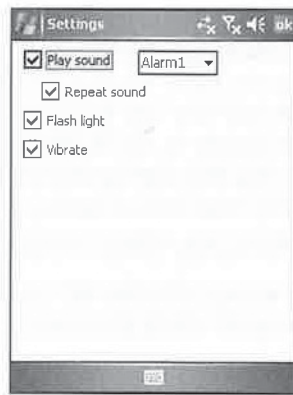 Settings ok
Play sound Alarm1
Repeat sound
Flash light
Vibrate